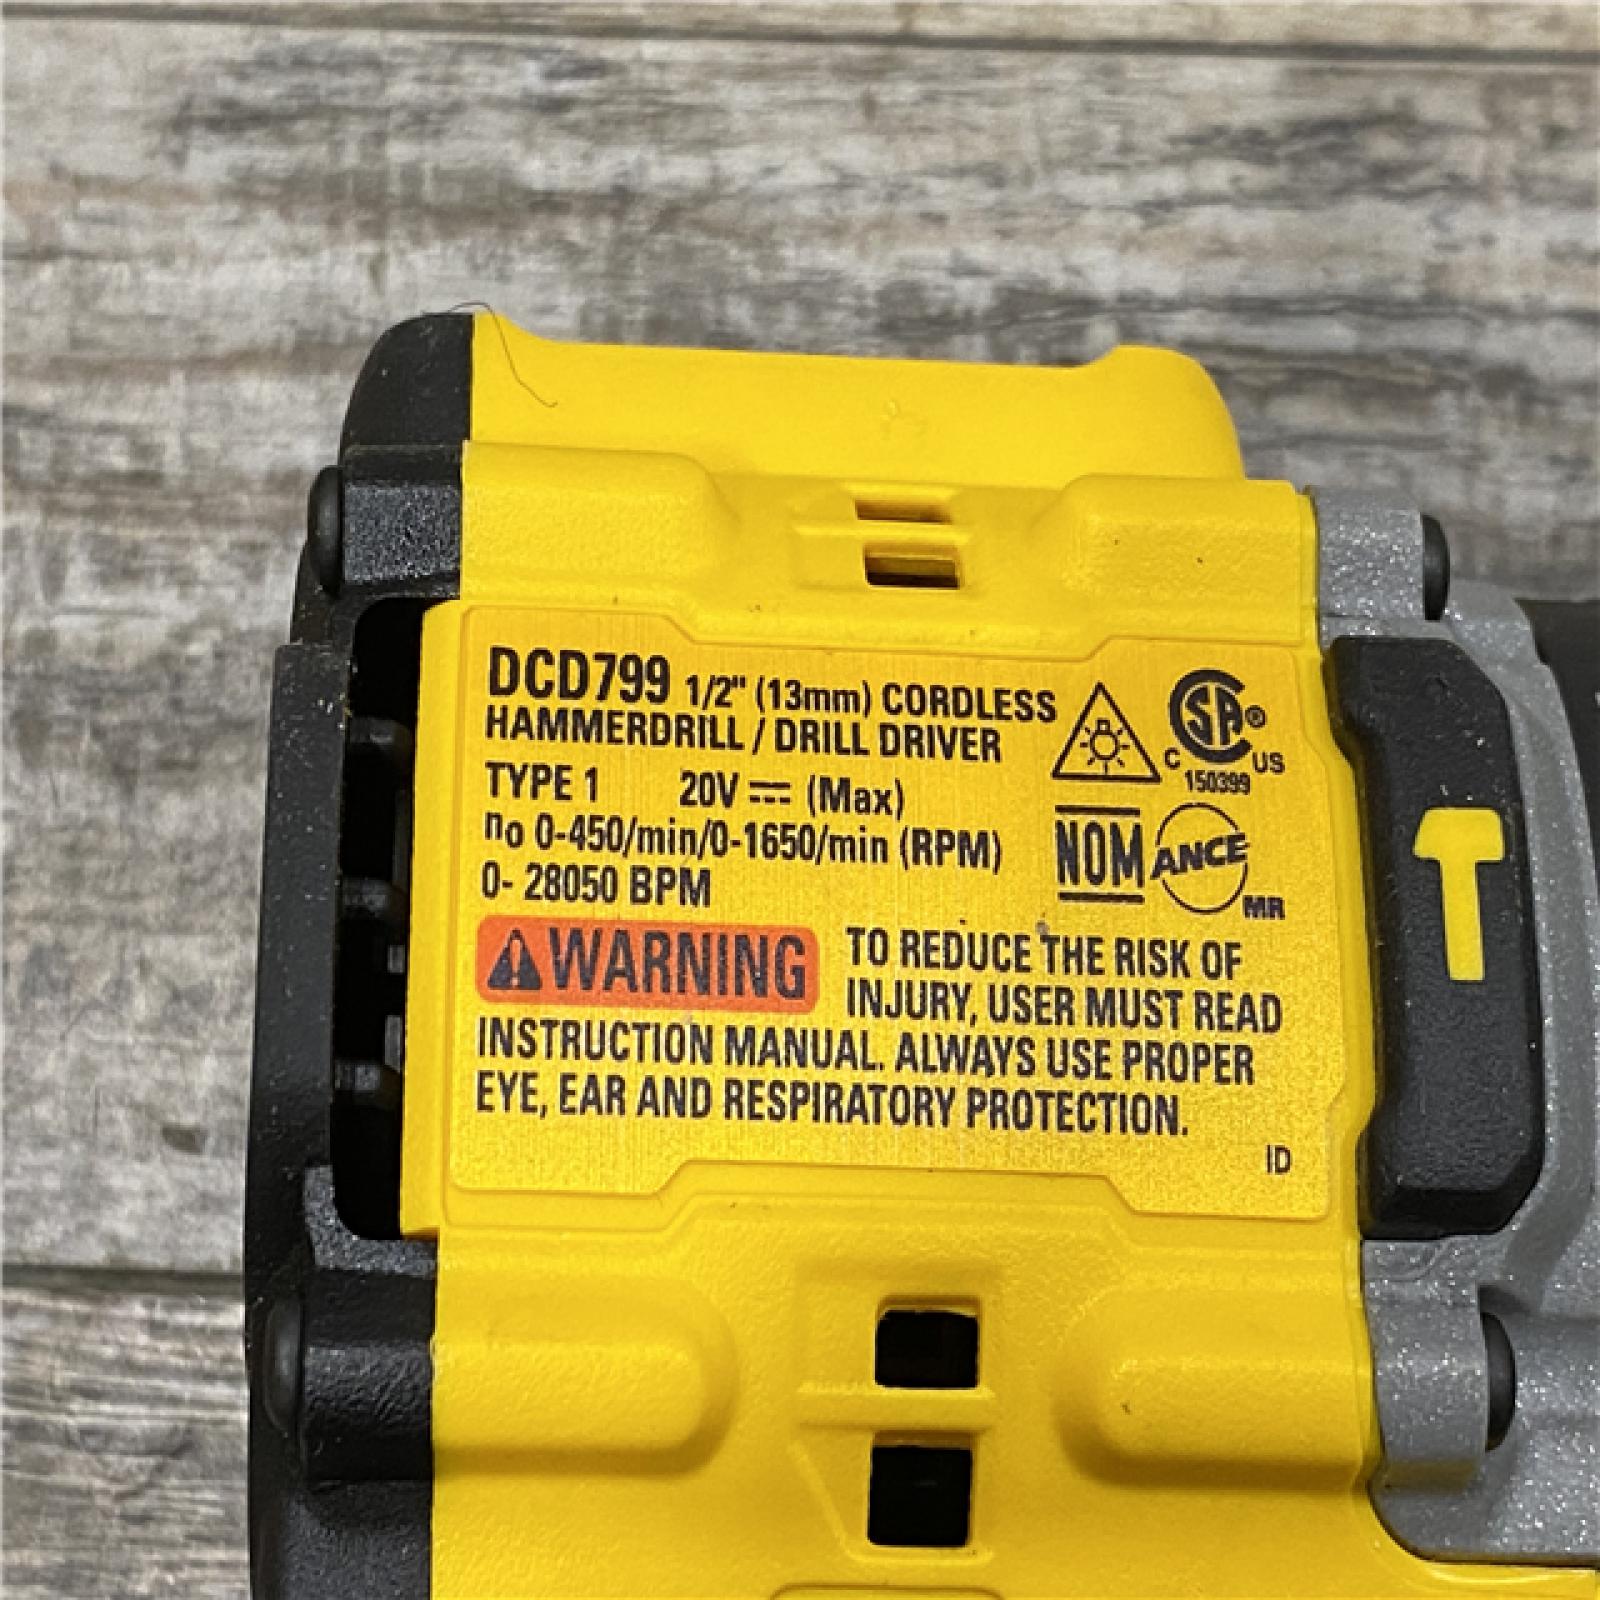 DCD799 1/2" (13mm) CORDLESS
HAMMERDRILL / DRILL DRIVER
TYPE 1 20V ⎓ (Max)
no 0-450/min/0-1650/min (RPM)
0- 28050 BPM
CSA®
C US
150399
NOM ANCE
MR
WARNING TO REDUCE THE RISK OF
INJURY, USER MUST READ
INSTRUCTION MANUAL. ALWAYS USE PROPER
EYE, EAR AND RESPIRATORY PROTECTION.
ID